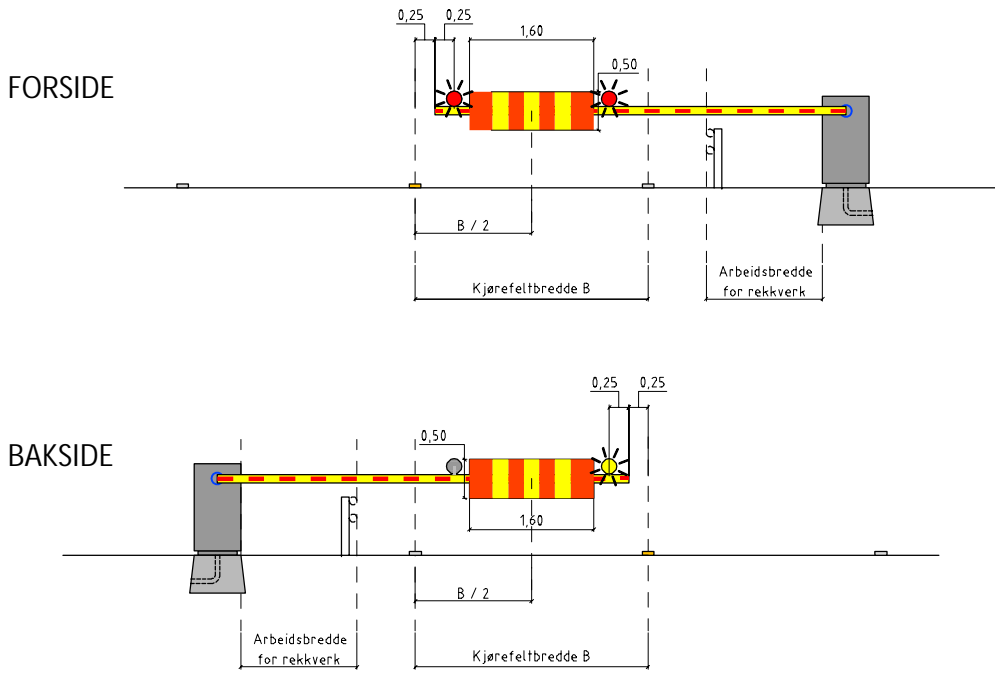 0,25
0,25
1,60
0,50
FORSIDE
B / 2
Arbeidsbredde
for rekkverk
Kjørefeltbredde B
0,25
0,25
0,50
BAKSIDE
1,60
B / 2
Arbeidsbredde
for rekkverk
Kjørefeltbredde B